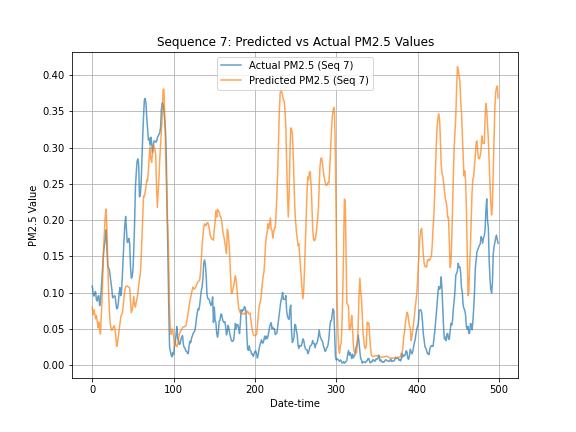 Sequence 7: Predicted vs Actual PM2.5 Values
Actual PM2.5 (Seq 7)
Predicted PM2.5 (Seq 7)
PM2.5 Value
0.40
0.35
0.30
0.25
0.20
0.15
0.10
0.05
0.00
0 100 200 300 400 500
Date-time